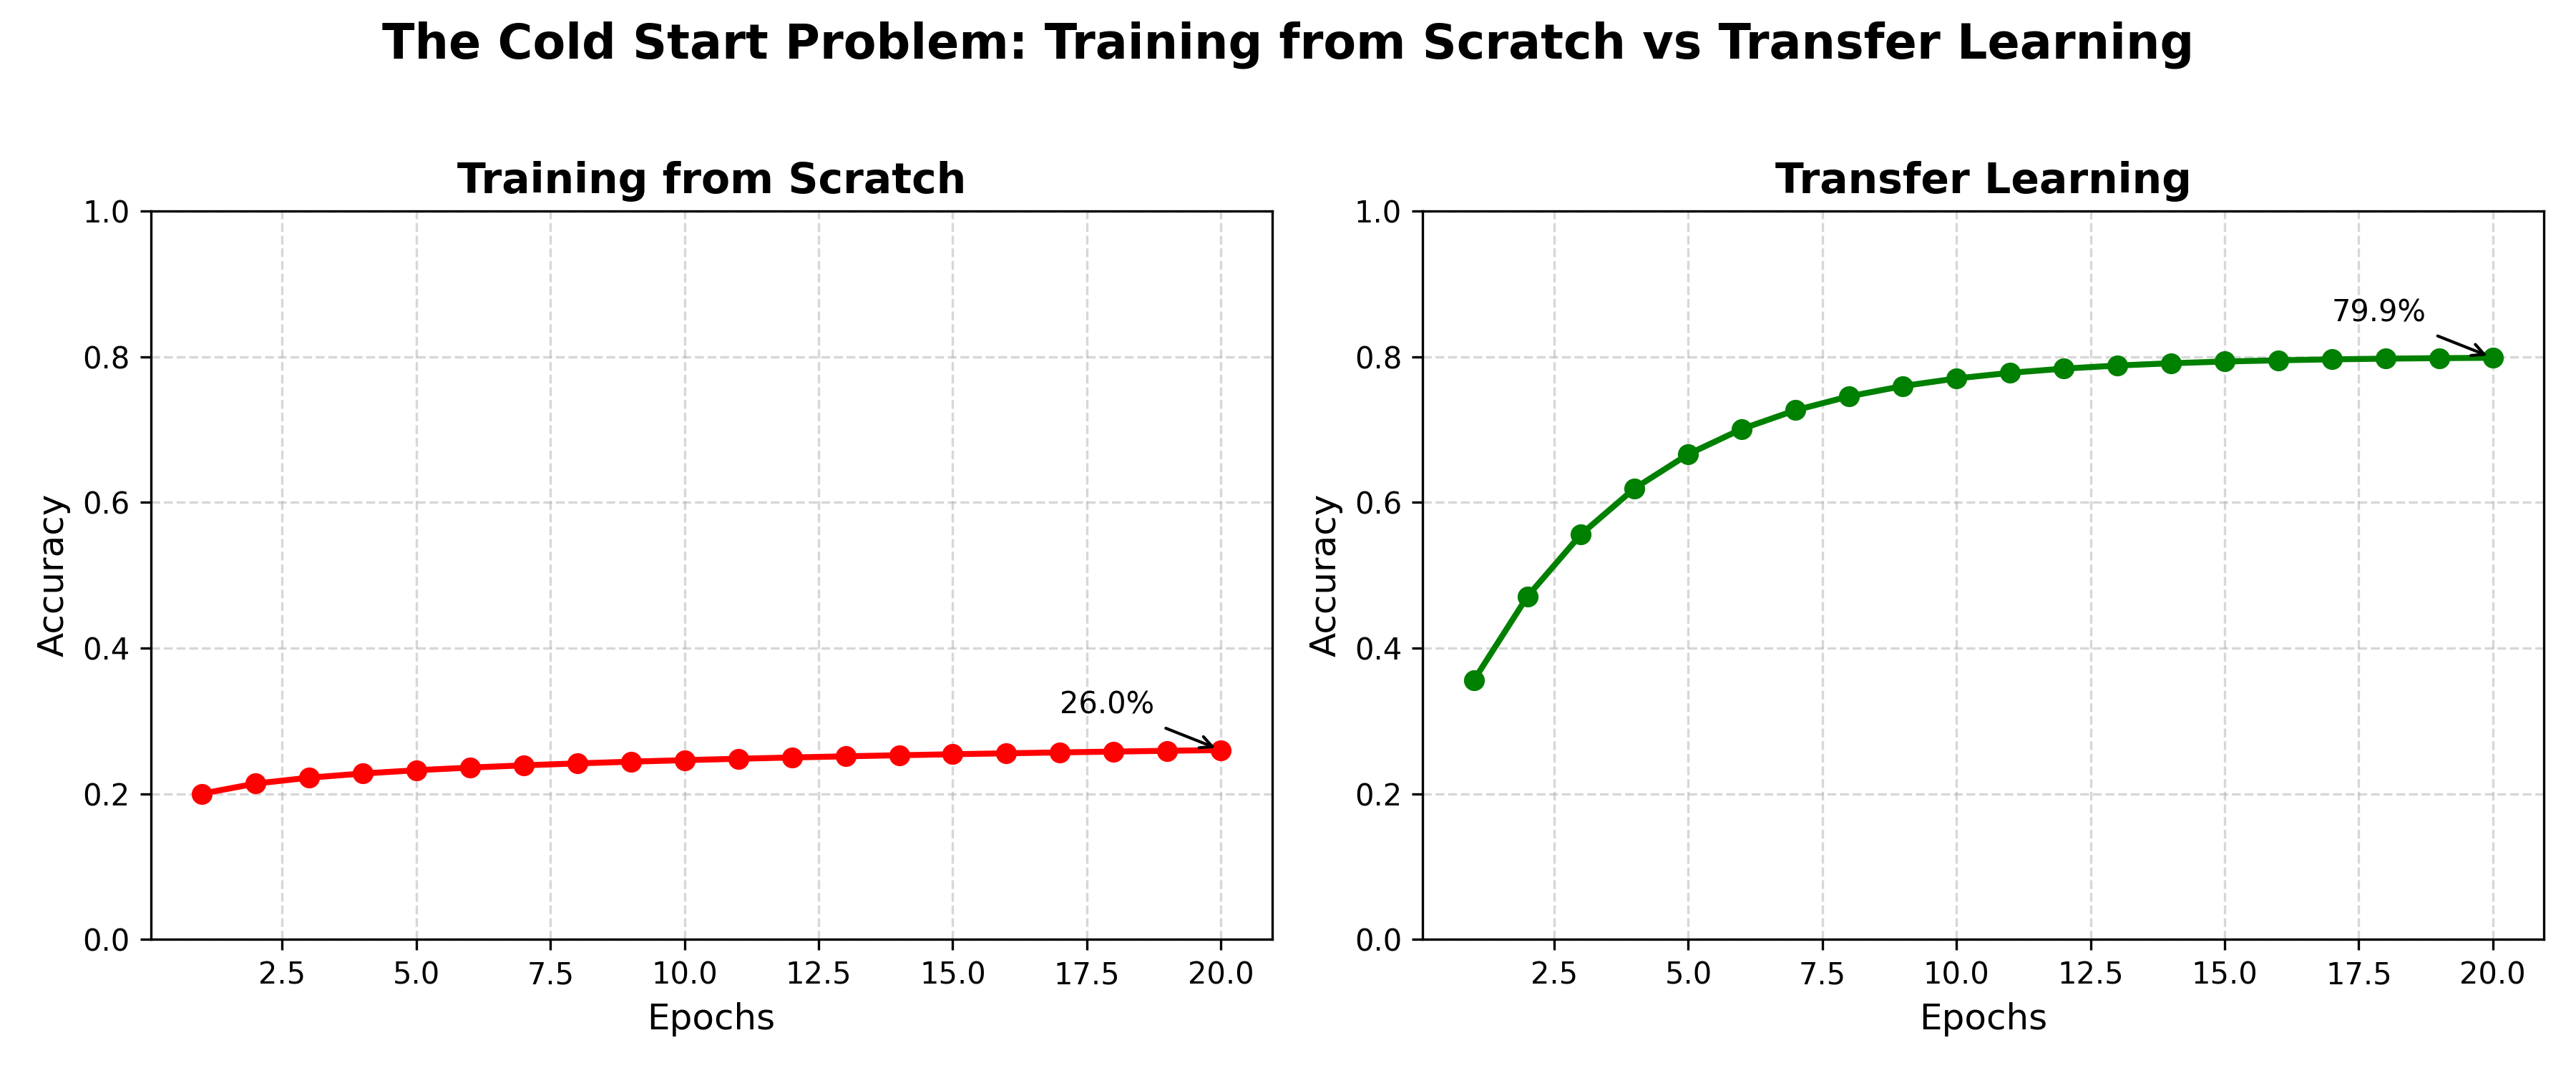 The Cold Start Problem: Training from Scratch vs Transfer Learning
Training from Scratch
1.0
0.8
0.6
0.4
0.2
0.0
Accuracy
26.0%
2.5 5.0 7.5 10.0 12.5 15.0 17.5 20.0
Epochs
Transfer Learning
1.0
0.8
0.6
0.4
0.2
0.0
Accuracy
79.9%
2.5 5.0 7.5 10.0 12.5 15.0 17.5 20.0
Epochs